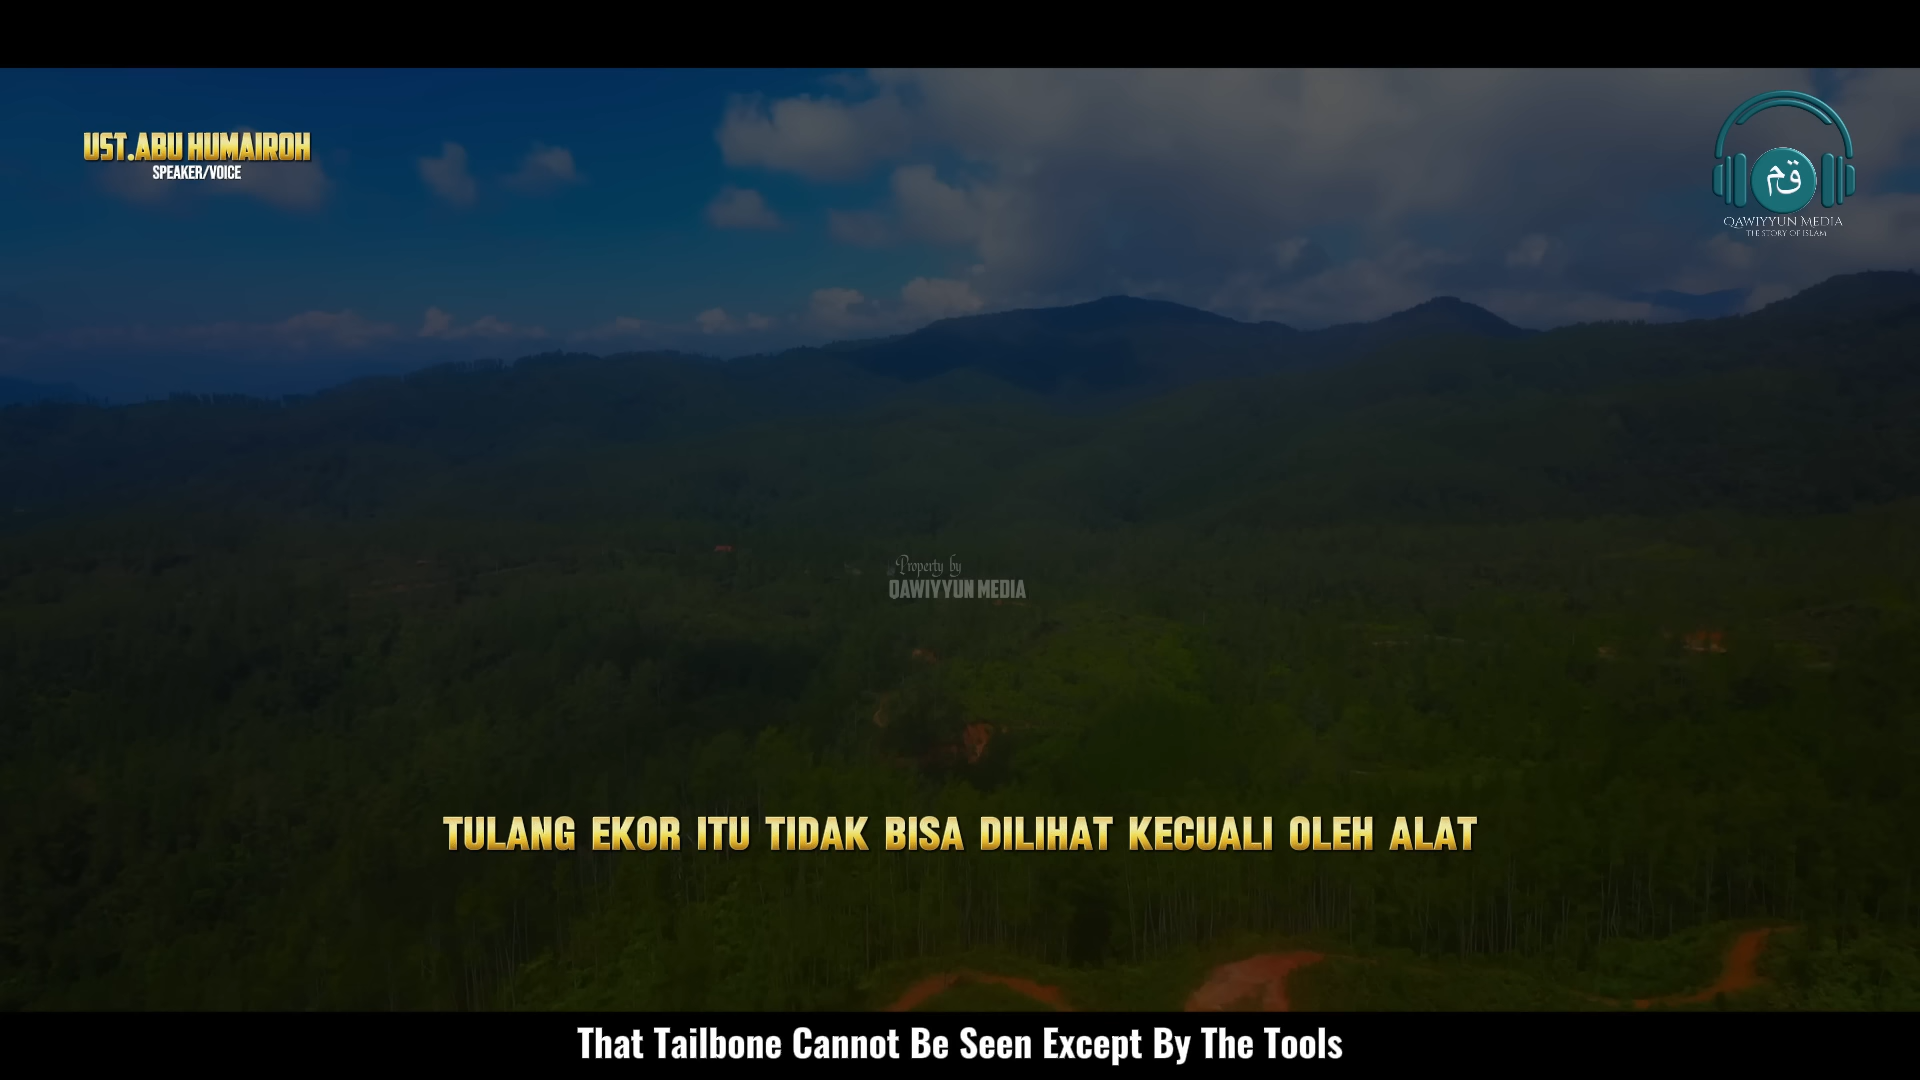 UST.ABU HUMAIROH
SPEAKER/VOICE
قم
QAWIYYUN MEDIA
THE STORY OF ISLAM
Property by
QAWIYYUN MEDIA
TULANG EKOR ITU TIDAK BISA DILIHAT KECUALI OLEH ALAT
That Tailbone Cannot Be Seen Except By The Tools